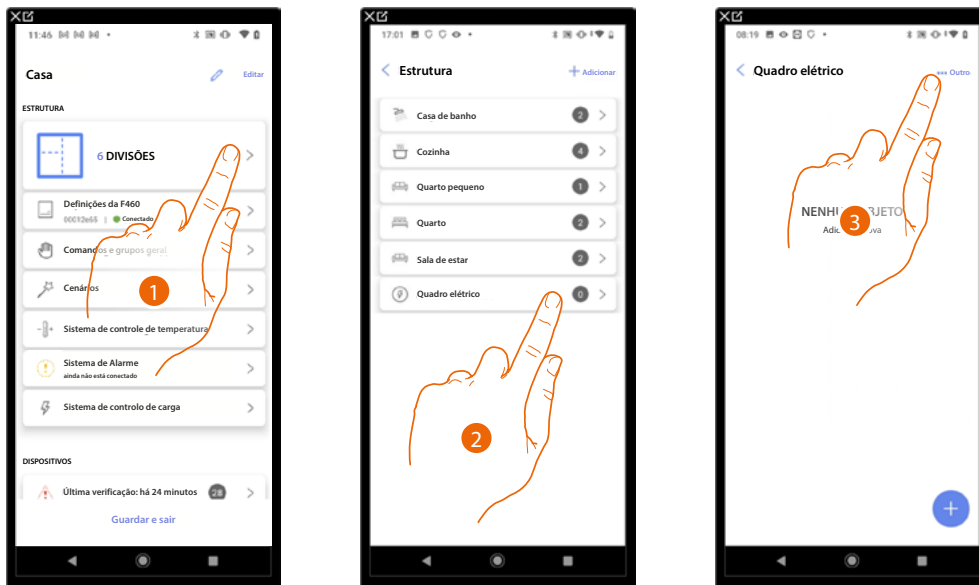 11:46
Casa
Editar
ESTRUTURA
6 DIVISÕES
Definições da F460
00C12e65 | Conectado
Comandos e grupos geral
Cenários
1
Sistema de controle de temperatura
Sistema de Alarme
ainda não está conectado
Sistema de controlo de carga
DISPOSITIVOS
Última verificação: há 24 minutos 28
Guardar e sair
17:01
Estrutura
Adicionar
Casa de banho 2
Cozinha 4
Quarto pequeno 1
Quarto 2
Sala de estar 2
Quadro elétrico 0
2
08:19
Quadro elétrico
Outro
3